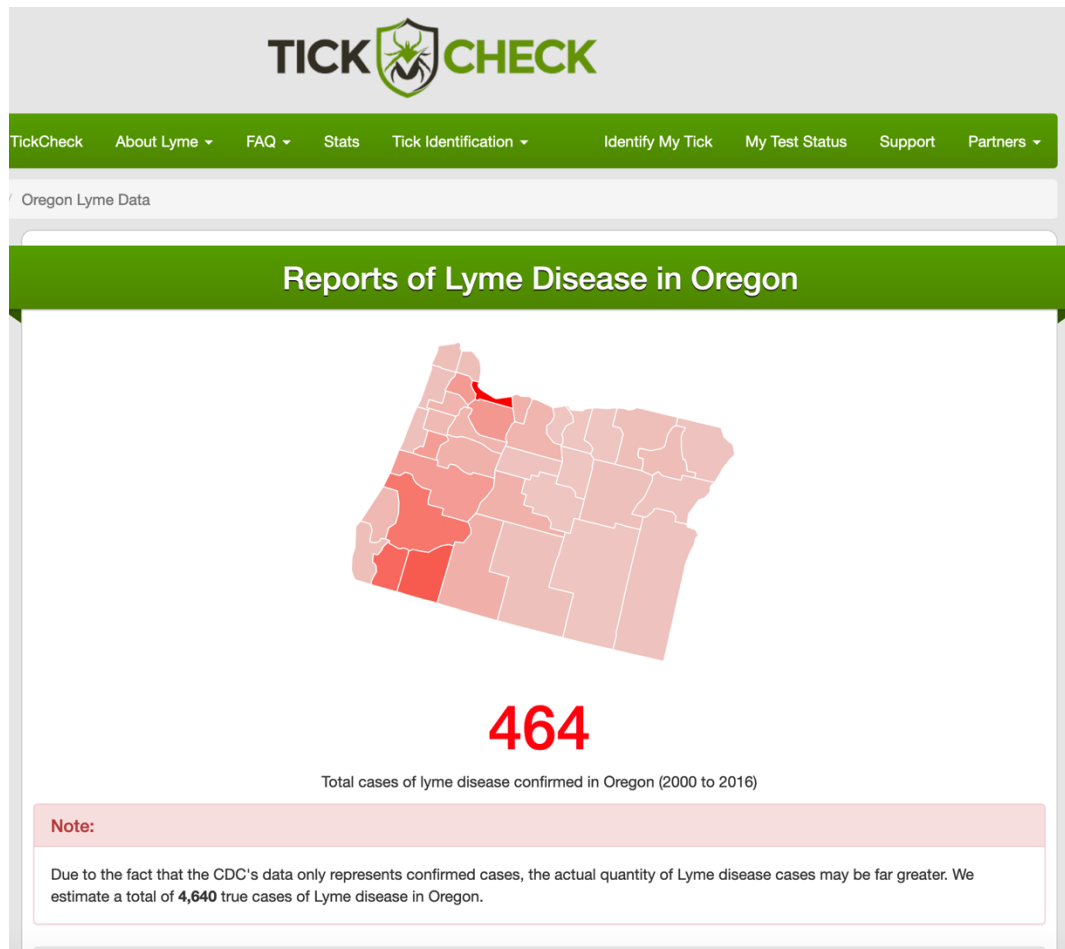 TICK CHECK
TickCheck About Lyme FAQ Stats Tick Identification Identify My Tick My Test Status Support Partners
/ Oregon Lyme Data
Reports of Lyme Disease in Oregon
464
Total cases of lyme disease confirmed in Oregon (2000 to 2016)
Note:
Due to the fact that the CDC's data only represents confirmed cases, the actual quantity of Lyme disease cases may be far greater. We
estimate a total of 4,640 true cases of Lyme disease in Oregon.